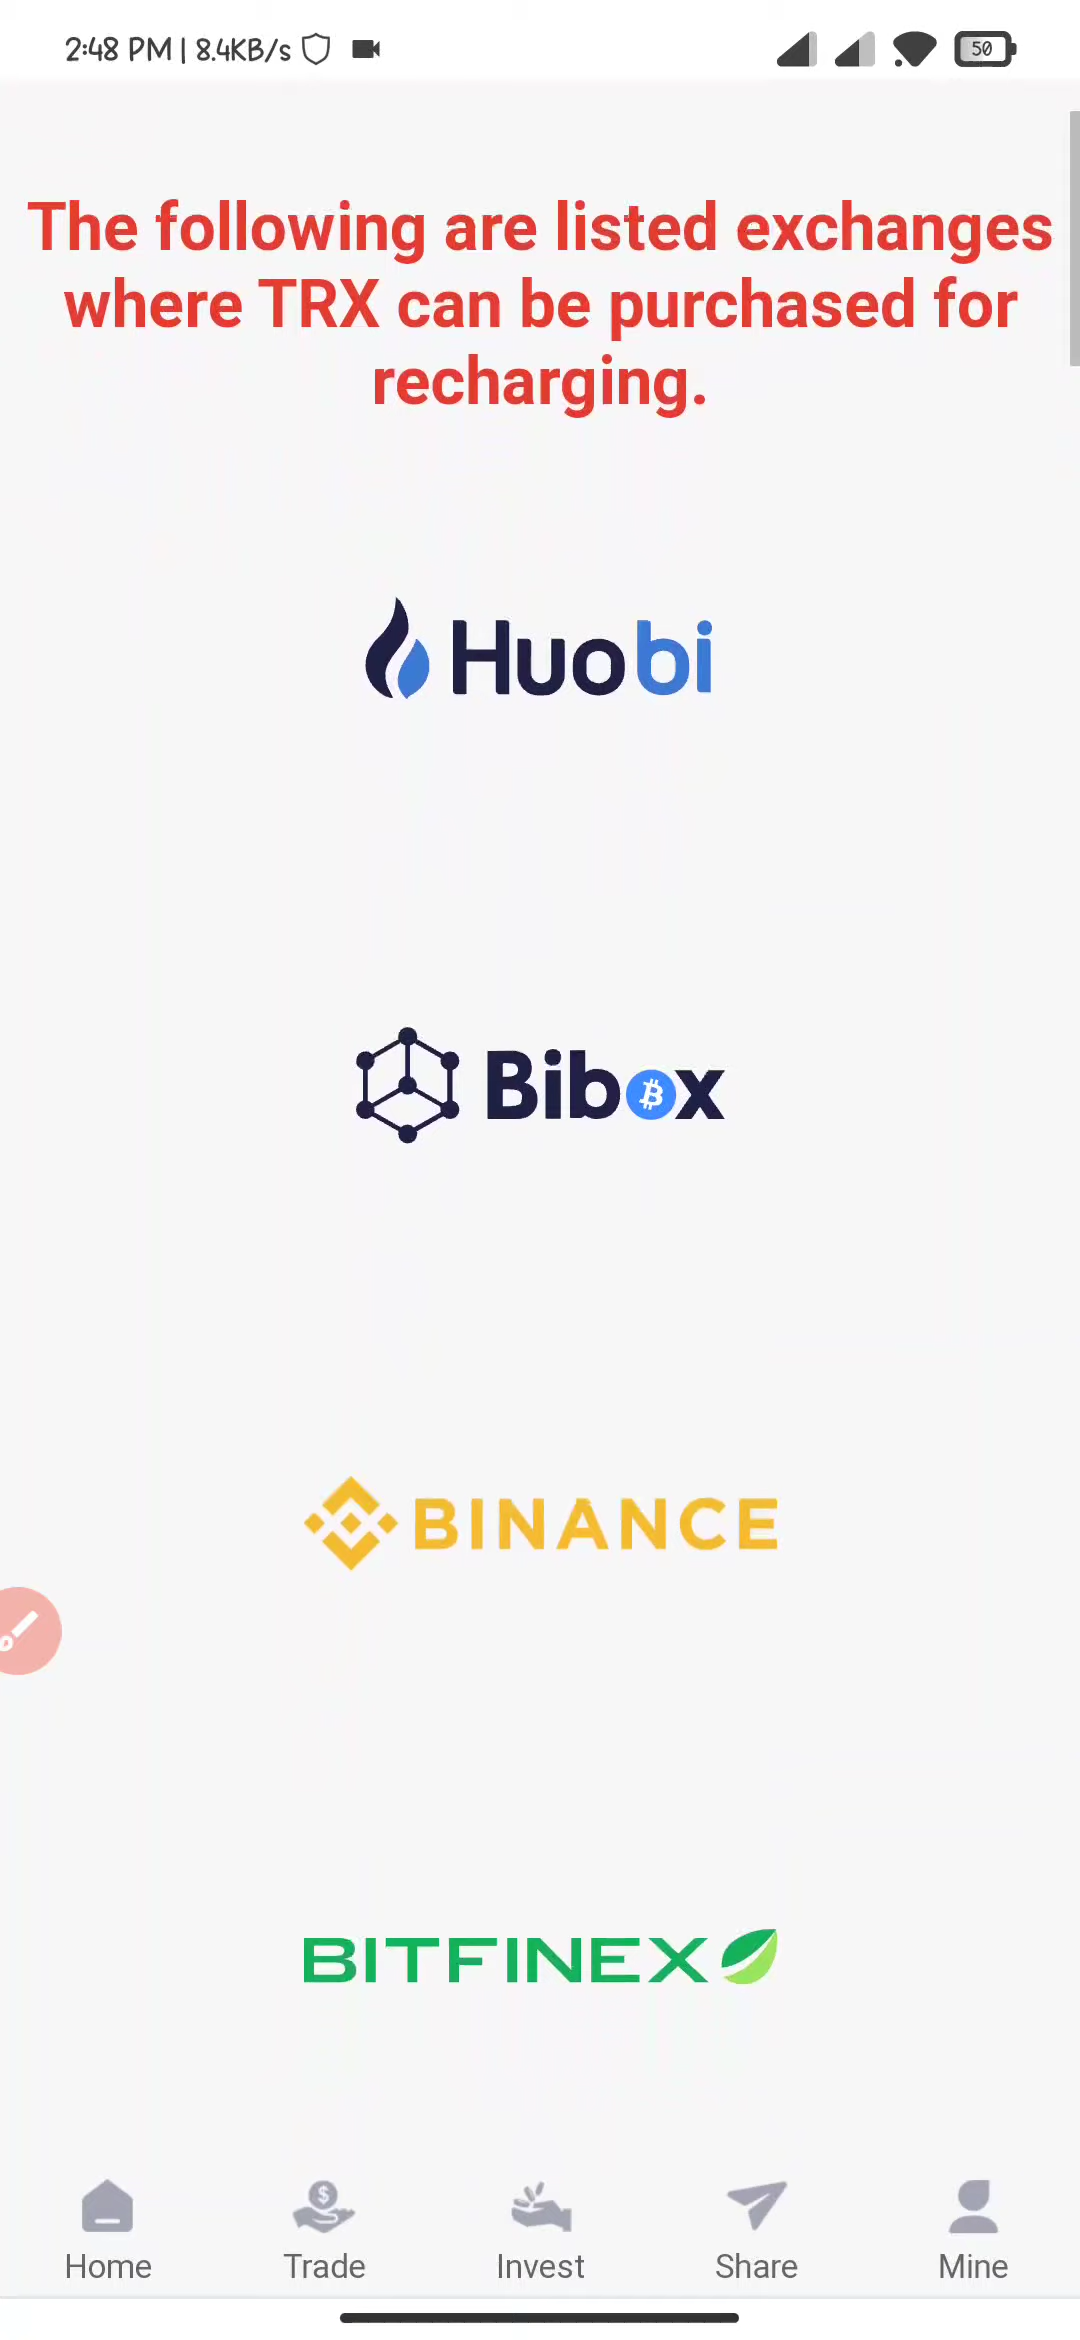 2:48 PM | 8.4KB/s
50
The following are listed exchanges
where TRX can be purchased for
recharging.
Huobi
Bibox
BINANCE
BITFINEX
Home Trade Invest Share Mine